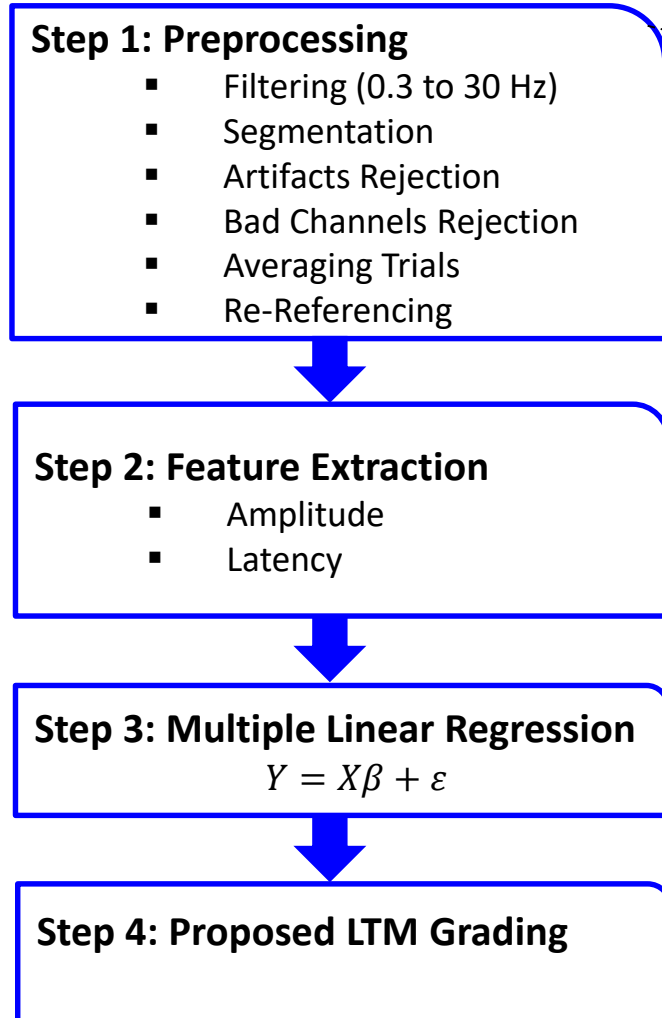 Step 1: Preprocessing
▪ Filtering (0.3 to 30 Hz)
▪ Segmentation
▪ Artifacts Rejection
▪ Bad Channels Rejection
▪ Averaging Trials
▪ Re-Referencing
Step 2: Feature Extraction
▪ Amplitude
▪ Latency
Step 3: Multiple Linear Regression
Y = Xβ + ε
Step 4: Proposed LTM Grading